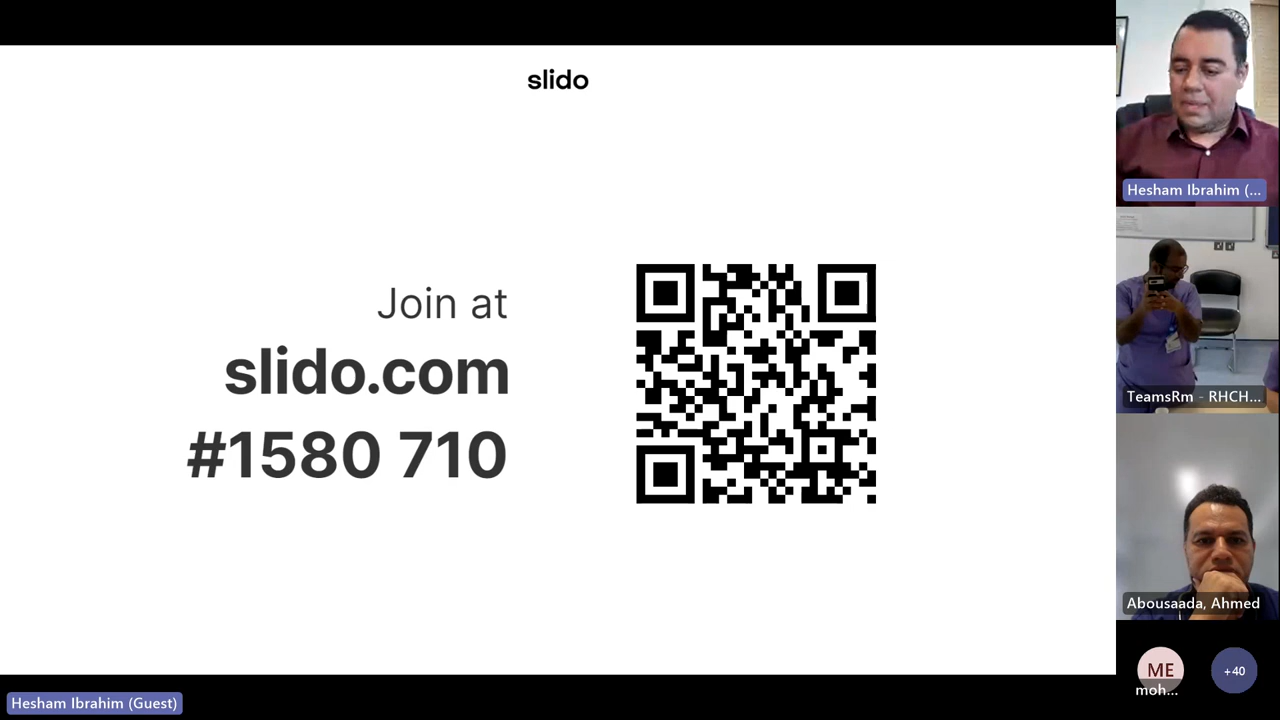 slido
Join at
slido.com
#1580 710
Hesham Ibrahim (...
TeamsRm - RHCH...
Abousaada, Ahmed
ME
moh...
+40
Hesham Ibrahim (Guest)